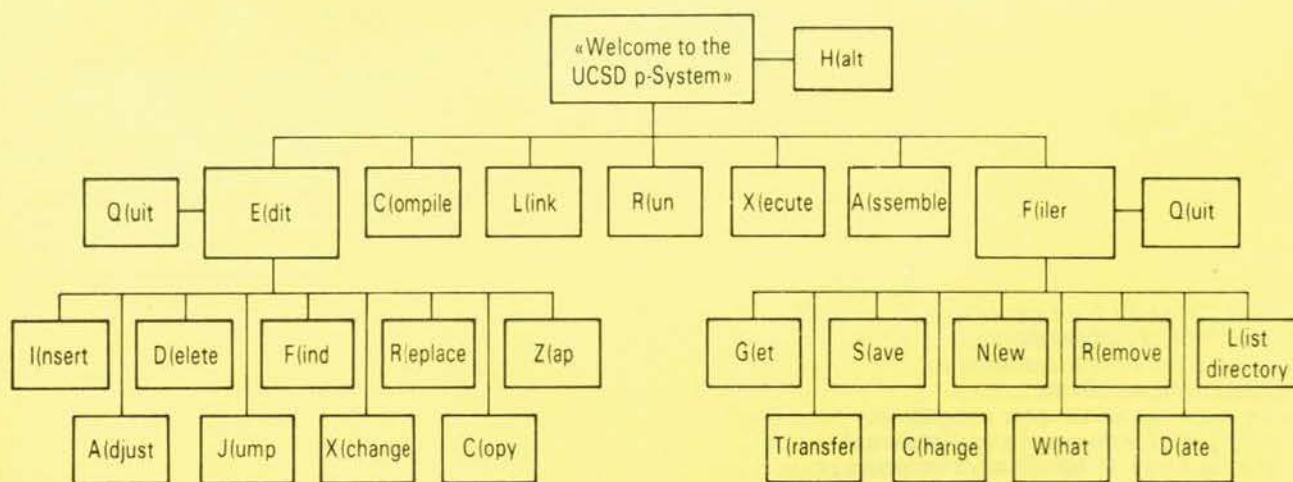 «Welcome to the
UCSD p-System»
H(alt
Q(uit
E(dit
C(ompile
L(ink
R(un
X(ecute
A(ssemble
F(iler
Q(uit
I(nsert
D(elete
F(ind
R(eplace
Z(ap
A(djust
J(ump
X(change
C(opy
G(et
S(ave
N(ew
R(emove
L(ist
directory
T(ransfer
C(hange
W(hat
D(ate